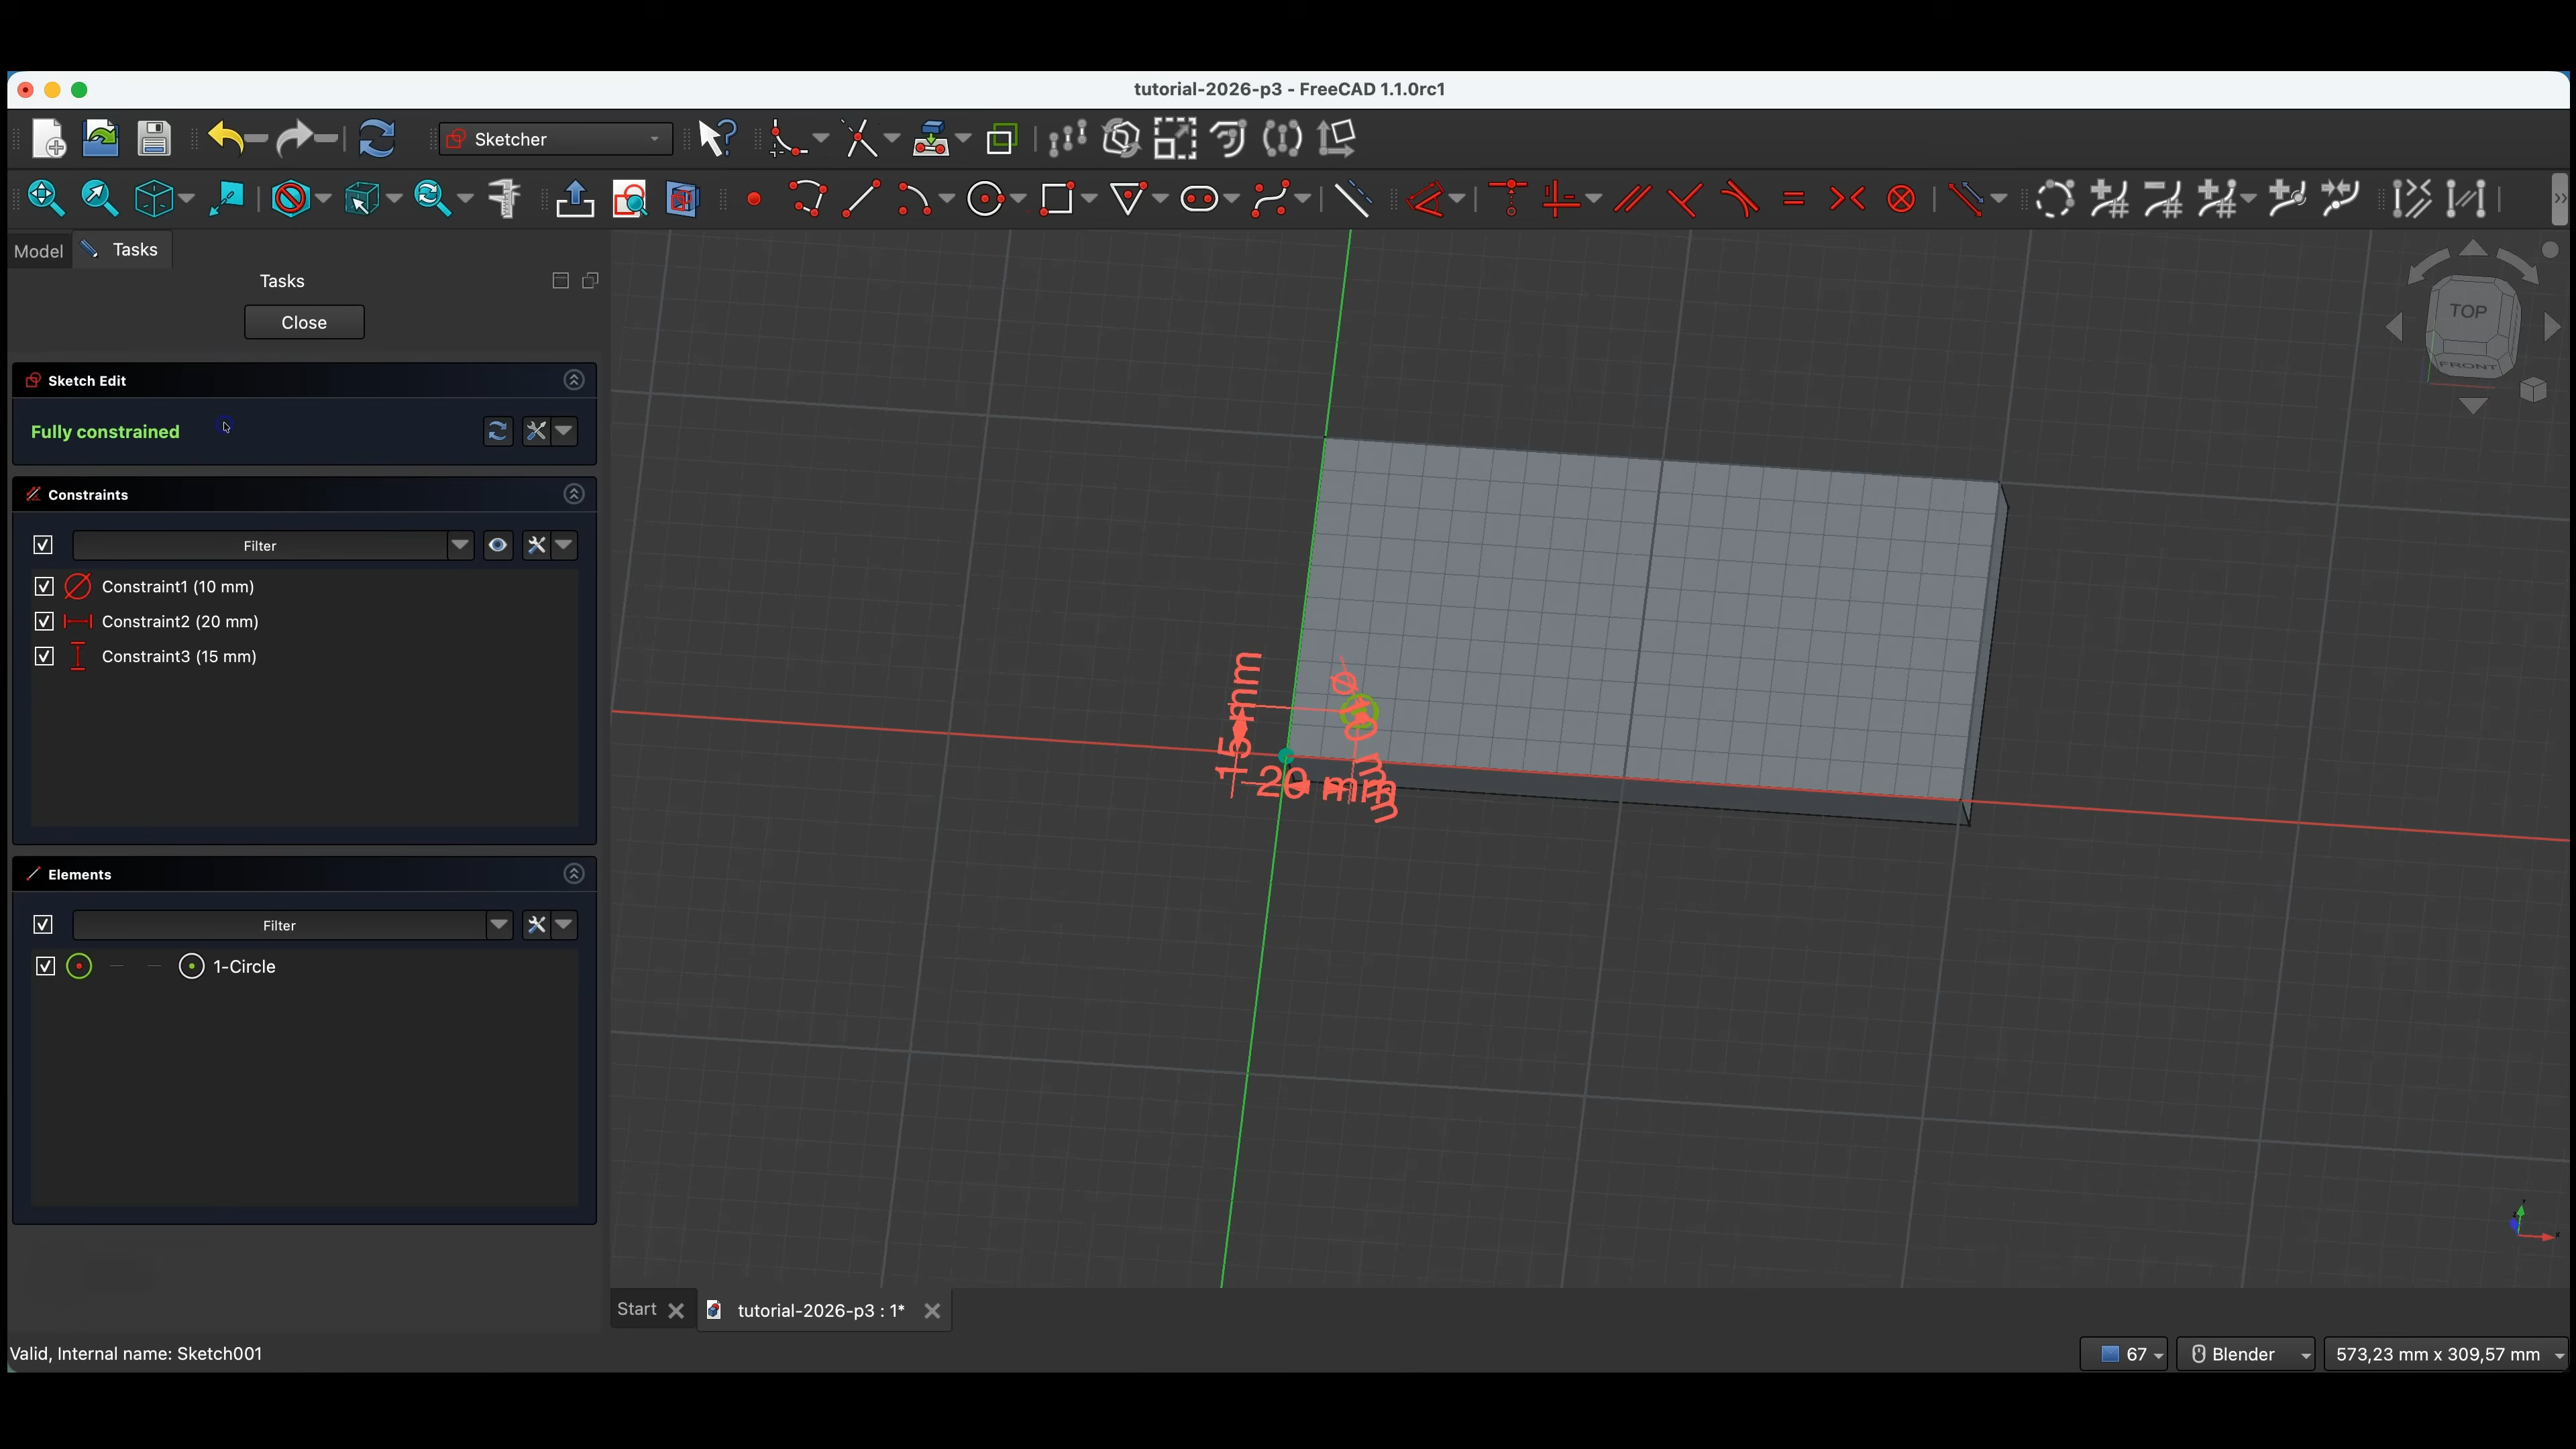 tutorial-2026-p3 - FreeCAD 1.1.0rc1
Sketcher
Model
Tasks
Tasks
Close
Sketch Edit
Fully constrained
Constraints
Filter
Constraint1 (10 mm)
Constraint2 (20 mm)
Constraint3 (15 mm)
Elements
Filter
1-Circle
TOP
FRONT
15 mm
⌀10 mm
20 mm
Start
tutorial-2026-p3 : 1*
Valid, Internal name: Sketch001
67
Blender
573,23 mm x 309,57 mm